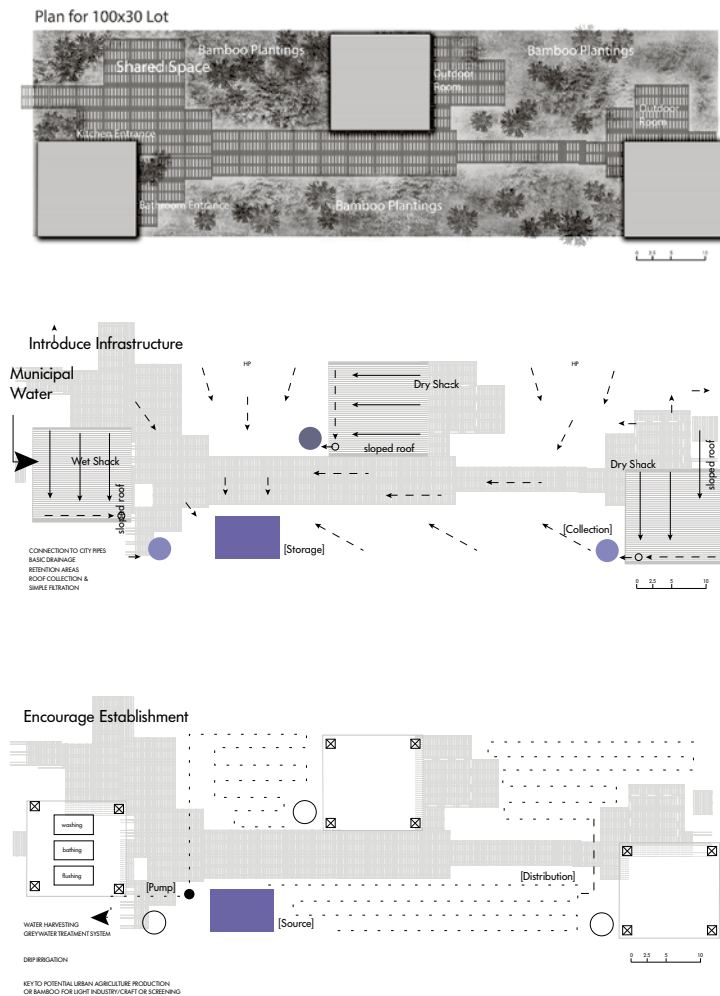 Plan for 100x30 Lot
Bamboo Plantings
Bamboo Plantings
Shared Space
Outdoor
Room
Outdoor
Room
Kitchen Entrance
Bathroom Entrance
Bamboo Plantings
0 2.5 5 10
Introduce Infrastructure
Municipal
Water
HP
HP
Dry Shack
sloped roof
Wet Shack
Dry Shack
sloped roof
sloped roof
[Collection]
[Storage]
CONNECTION TO CITY PIPES
BASIC DRAINAGE
RETENTION AREAS
ROOF COLLECTION &
SIMPLE FILTRATION
0 2.5 5 10
Encourage Establishment
washing
bathing
flushing
[Pump]
[Distribution]
[Source]
WATER HARVESTING
GREYWATER TREATMENT SYSTEM
DRIP IRRIGATION
0 2.5 5 10
KEY TO POTENTIAL URBAN AGRICULTURE PRODUCTION
OR BAMBOO FOR LIGHT INDUSTRY/CRAFT OR SCREENING